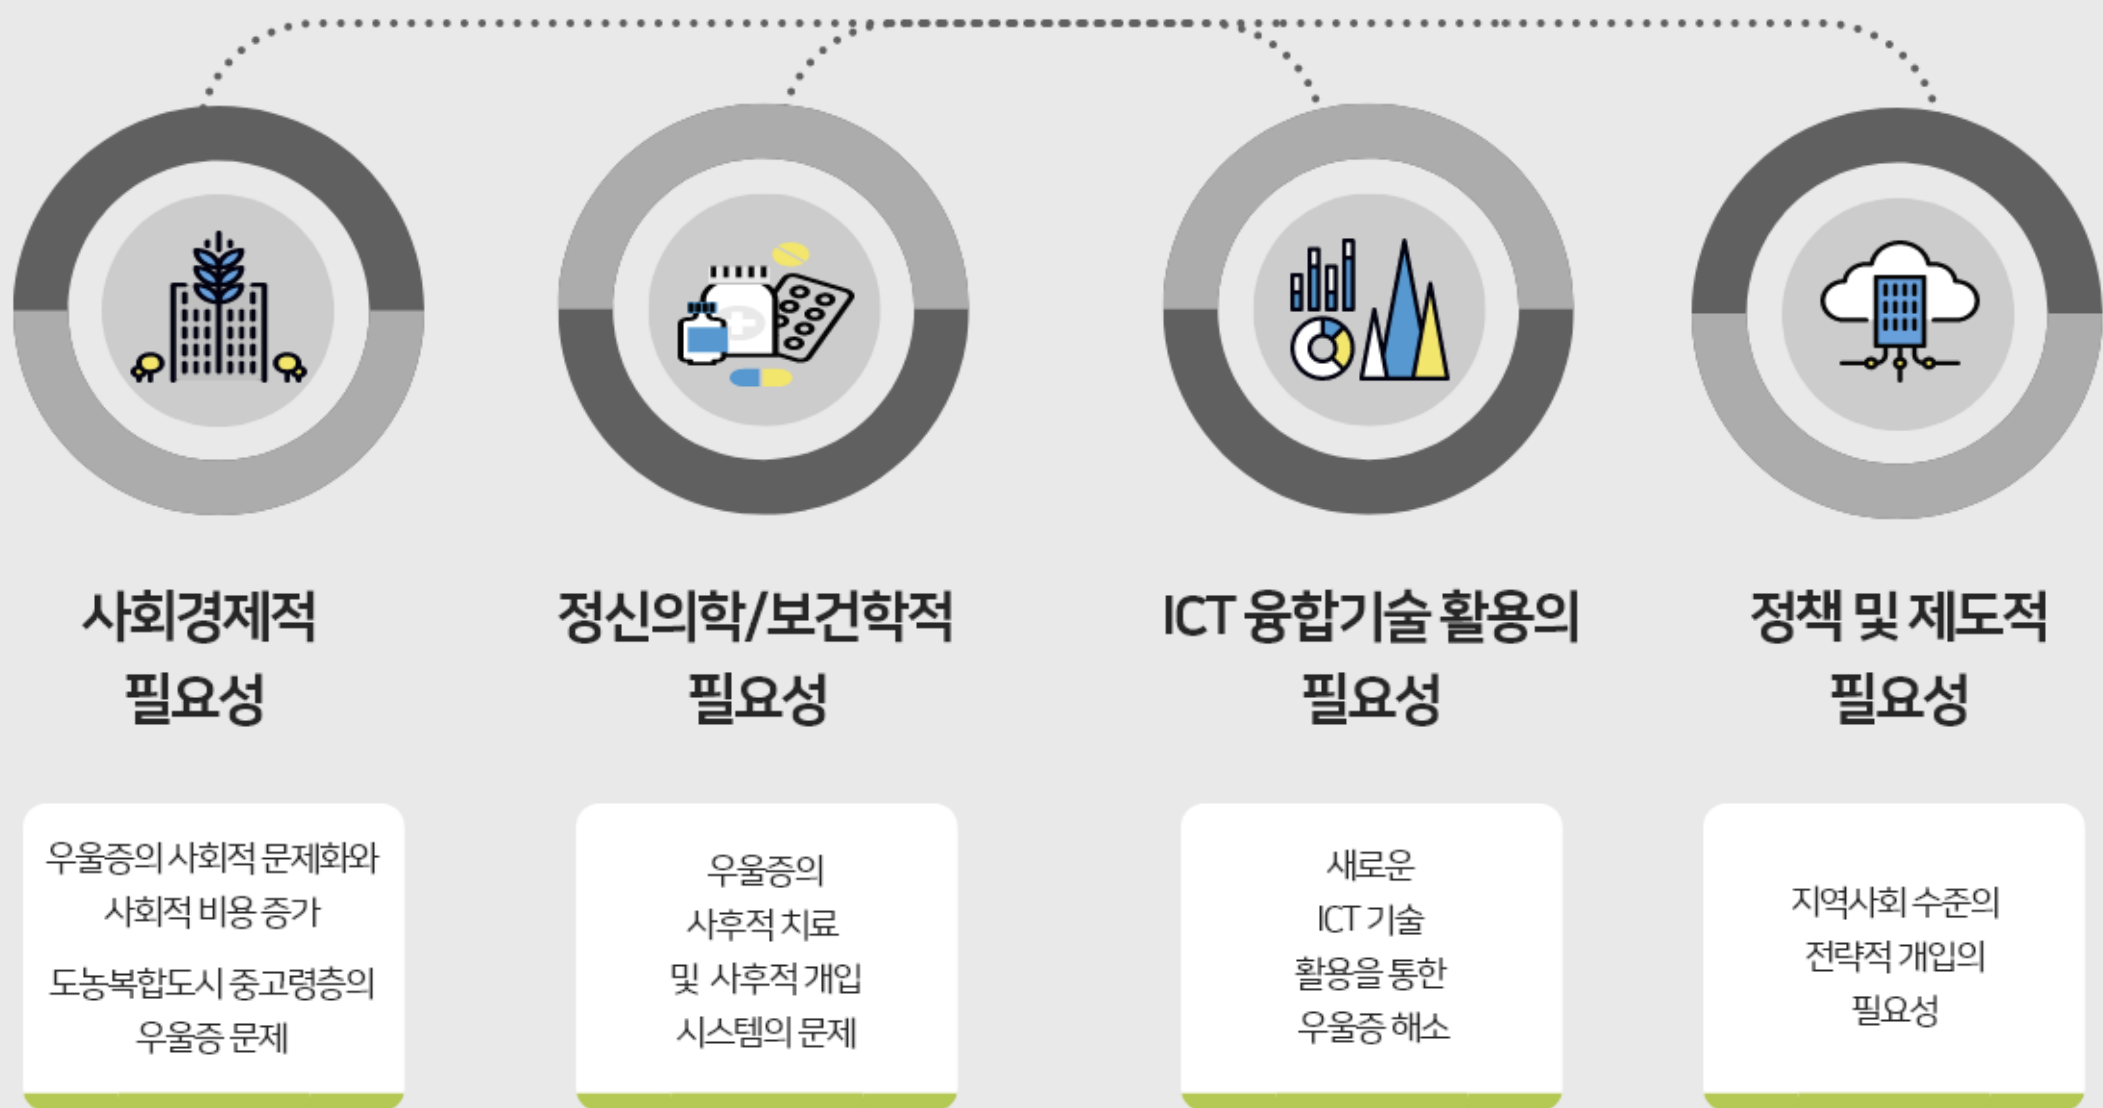 사회경제적
필요성
우울증의 사회적 문제화와
사회적 비용 증가
도농복합도시 중고령층의
우울증 문제
정신의학/보건학적
필요성
우울증의
사후적 치료
및 사후적 개입
시스템의 문제
ICT 융합기술 활용의
필요성
새로운
ICT 기술
활용을 통한
우울증 해소
정책 및 제도적
필요성
지역사회 수준의
전략적 개입의
필요성